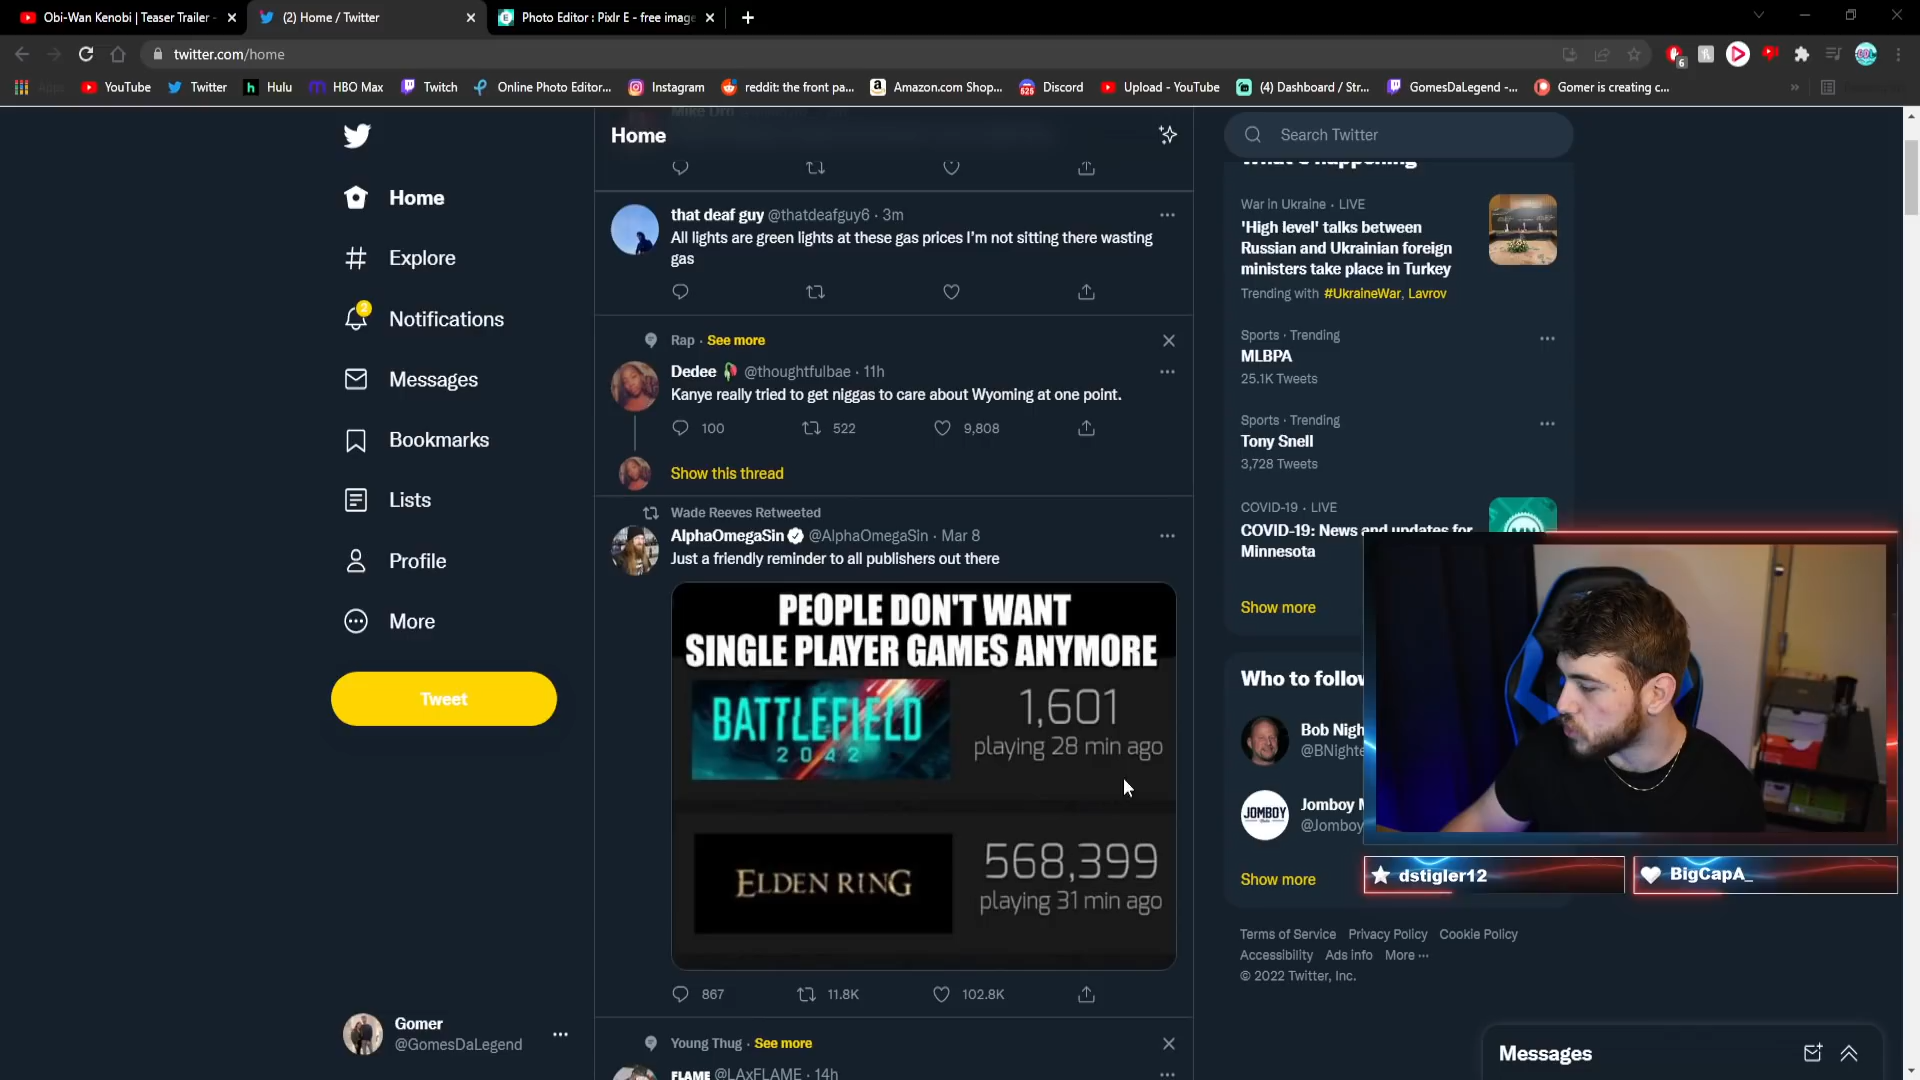 Obi-Wan Kenobi | Teaser Trailer -
(2) Home / Twitter
Photo Editor : Pixlr E - free imag
twitter.com/home
6
YouTube
Twitter
Hulu
HBO Max
Twitch
Online Photo Editor...
Instagram
reddit: the front pa...
Amazon.com Shop...
Discord
Upload - YouTube
(4) Dashboard / Str...
GomesDaLegend -...
Gomer is creating c...
Home
Explore
2
Notifications
Messages
Bookmarks
Lists
Profile
More
Tweet
Gomer
@GomesDaLegend
Home
that deaf guy @thatdeafguy6 · 3m
All lights are green lights at these gas prices I'm not sitting there wasting
gas
Rap · See more
Dedee @thoughtfulbae · 11h
Kanye really tried to get niggas to care about Wyoming at one point.
100 522 9,808
Show this thread
Wade Reeves Retweeted
AlphaOmegaSin @AlphaOmegaSin · Mar 8
Just a friendly reminder to all publishers out there
PEOPLE DON'T WANT
SINGLE PLAYER GAMES ANYMORE
BATTLEFIELD
2042
1,601
playing 28 min ago
ELDEN RING
568,399
playing 31 min ago
867 11.8K 102.8K
Young Thug · See more
FLAME @LAxFLAME · 14h
Search Twitter
What's happening
War in Ukraine · LIVE
'High level' talks between
Russian and Ukrainian foreign
ministers take place in Turkey
Trending with #UkraineWar, Lavrov
Sports · Trending
MLBPA
25.1K Tweets
Sports · Trending
Tony Snell
3,728 Tweets
COVID-19 · LIVE
COVID-19: News and updates for
Minnesota
Show more
Who to follow
Bob Nigh
@BNighte
JOMBOY
Jomboy M
@Jomboy
Show more
dstigler12
BigCapA_
Terms of Service Privacy Policy Cookie Policy
Accessibility Ads info More ···
© 2022 Twitter, Inc.
Messages